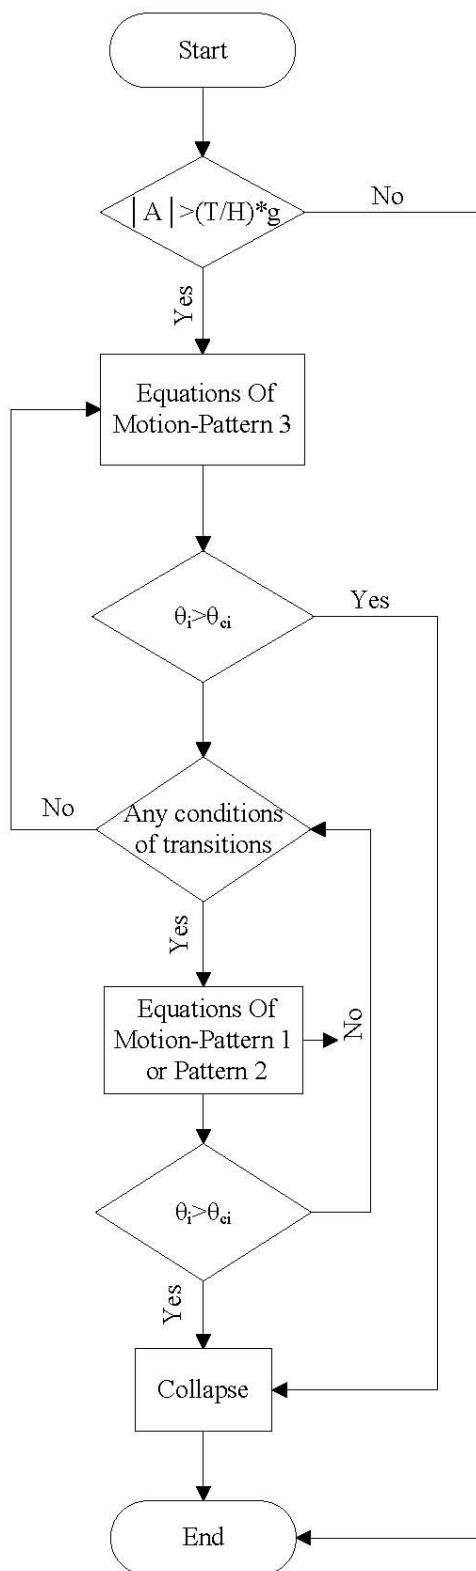 Start
│A│>(T/H)*g
No
Yes
Equations Of
Motion-Pattern 3
θi>θci
Yes
Any conditions
of transitions
No
Yes
Equations Of
Motion-Pattern 1
or Pattern 2
No
θi>θci
Yes
Collapse
End